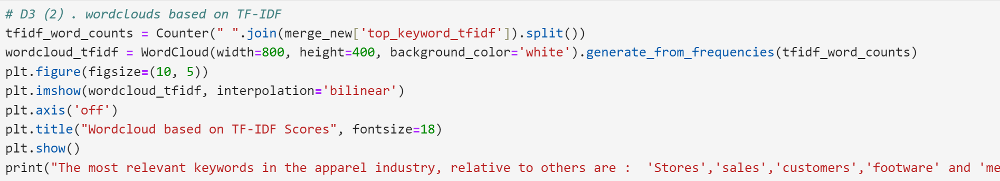 # D3 (2) . wordclouds based on TF-IDF
tfidf_word_counts = Counter(" ".join(merge_new['top_keyword_tfidf']).split())
wordcloud_tfidf = WordCloud(width=800, height=400, background_color='white').generate_from_frequencies(tfidf_word_counts)
plt.figure(figsize=(10, 5))
plt.imshow(wordcloud_tfidf, interpolation='bilinear')
plt.axis('off')
plt.title("Wordcloud based on TF-IDF Scores", fontsize=18)
plt.show()
print("The most relevant keywords in the apparel industry, relative to others are :  'Stores','sales','customers','footware' and 'me